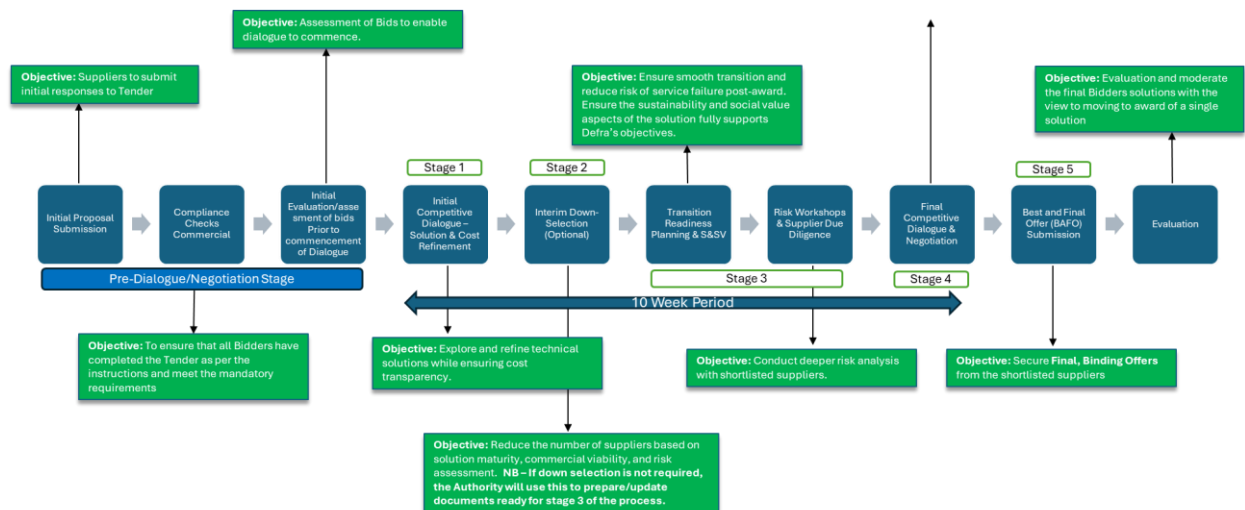 Objective: Assessment of Bids to enable
dialogue to commence.
Objective: Suppliers to submit
initial responses to Tender
Objective: Ensure smooth transition and
reduce risk of service failure post-award.
Ensure the sustainability and social value
aspects of the solution fully supports
Defra's objectives.
Objective: Evaluation and moderate
the final Bidders solutions with the
view to moving to award of a single
solution
Stage 1
Stage 2
Stage 5
Initial Proposal
Submission
Compliance
Checks
Commercial
Initial
Evaluation/asse
ssment of bids
Prior to
commencement
of Dialogue
Initial
Competitive
Dialogue –
Solution & Cost
Refinement
Interim Down-
Selection
(Optional)
Transition
Readiness
Planning & S&SV
Risk Workshops
& Supplier Due
Diligence
Final
Competitive
Dialogue &
Negotiation
Best and Final
Offer (BAFO)
Submission
Evaluation
Pre-Dialogue/Negotiation Stage
Stage 3
Stage 4
10 Week Period
Objective: To ensure that all Bidders have
completed the Tender as per the
instructions and meet the mandatory
requirements
Objective: Explore and refine technical
solutions while ensuring cost
transparency.
Objective: Conduct deeper risk analysis
with shortlisted suppliers.
Objective: Secure Final, Binding Offers
from the shortlisted suppliers
Objective: Reduce the number of suppliers based on
solution maturity, commercial viability, and risk
assessment. NB – If down selection is not required,
the Authority will use this to prepare/update
documents ready for stage 3 of the process.